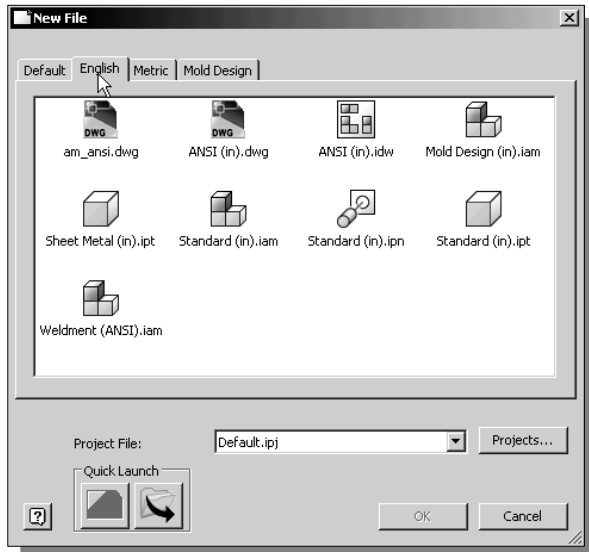 New File
Default English Metric Mold Design
DWG DWG
am_ansi.dwg ANSI (in).dwg ANSI (in).idw Mold Design (in).iam
Sheet Metal (in).ipt Standard (in).iam Standard (in).ipn Standard (in).ipt
Weldment (ANSI).iam
Project File: Default.ipj Projects...
Quick Launch
? OK Cancel